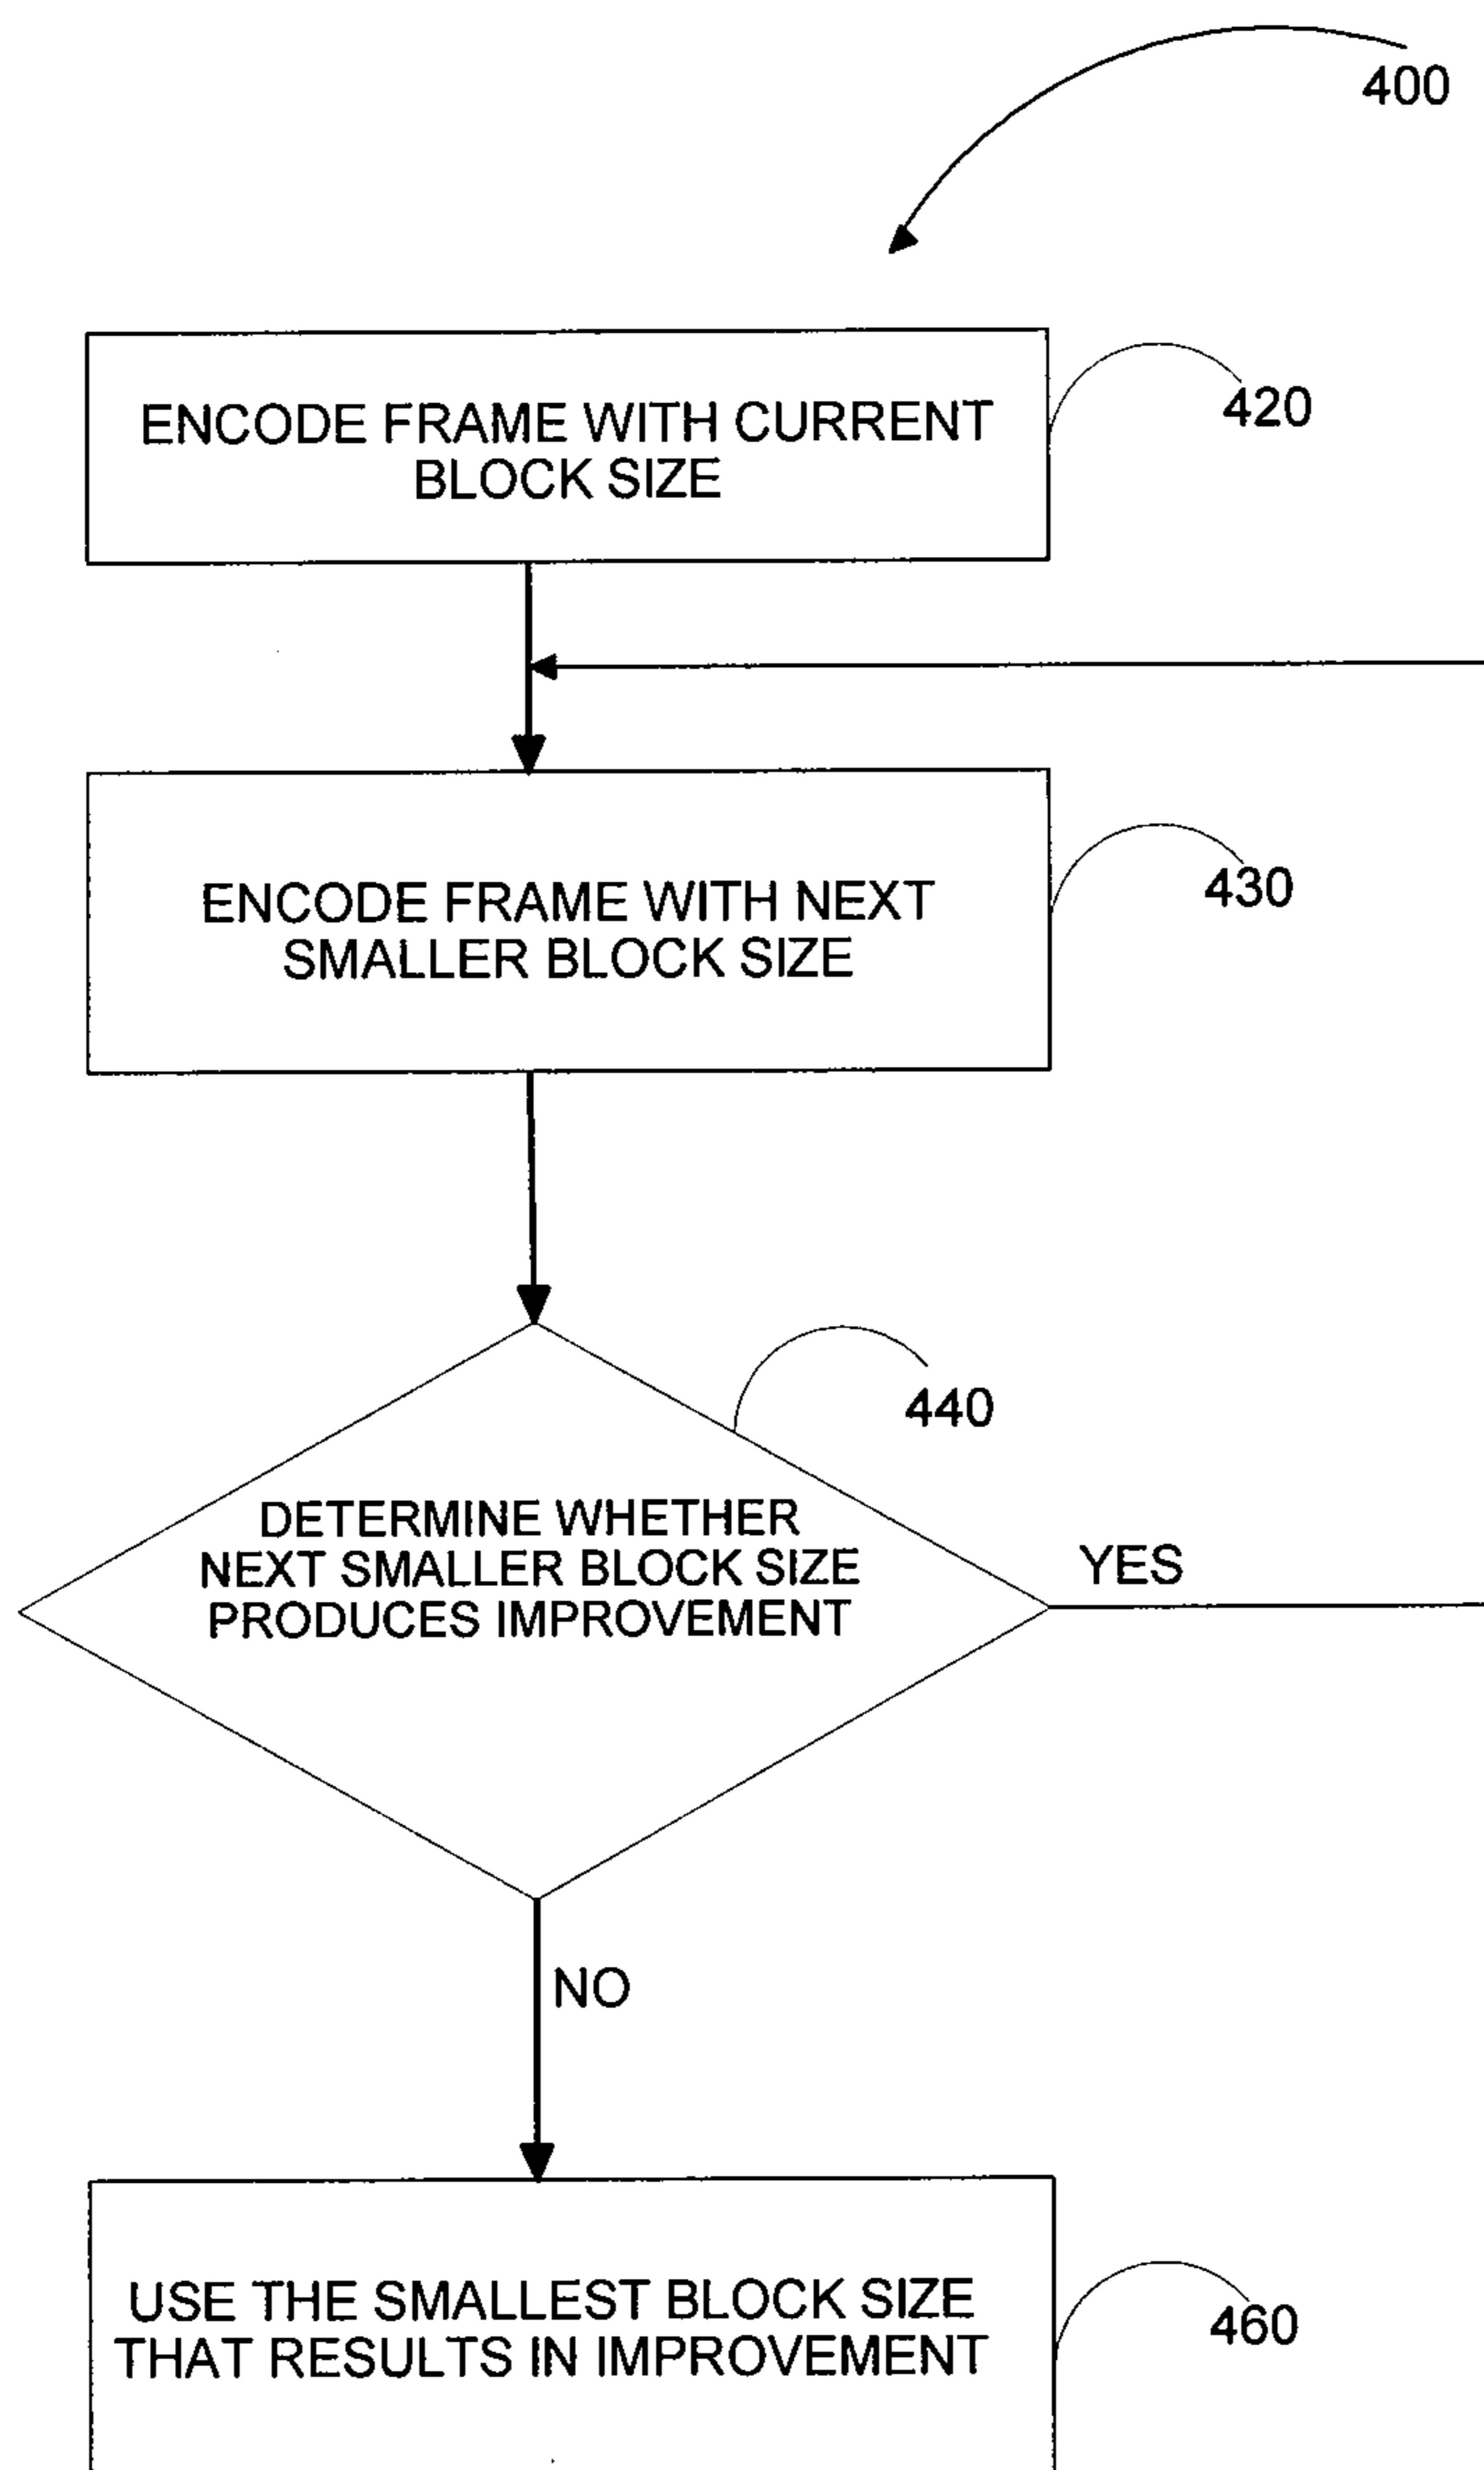 400
ENCODE FRAME WITH CURRENT
BLOCK SIZE
420
ENCODE FRAME WITH NEXT
SMALLER BLOCK SIZE
430
440
DETERMINE WHETHER
NEXT SMALLER BLOCK SIZE
PRODUCES IMPROVEMENT
YES
NO
USE THE SMALLEST BLOCK SIZE
THAT RESULTS IN IMPROVEMENT
460